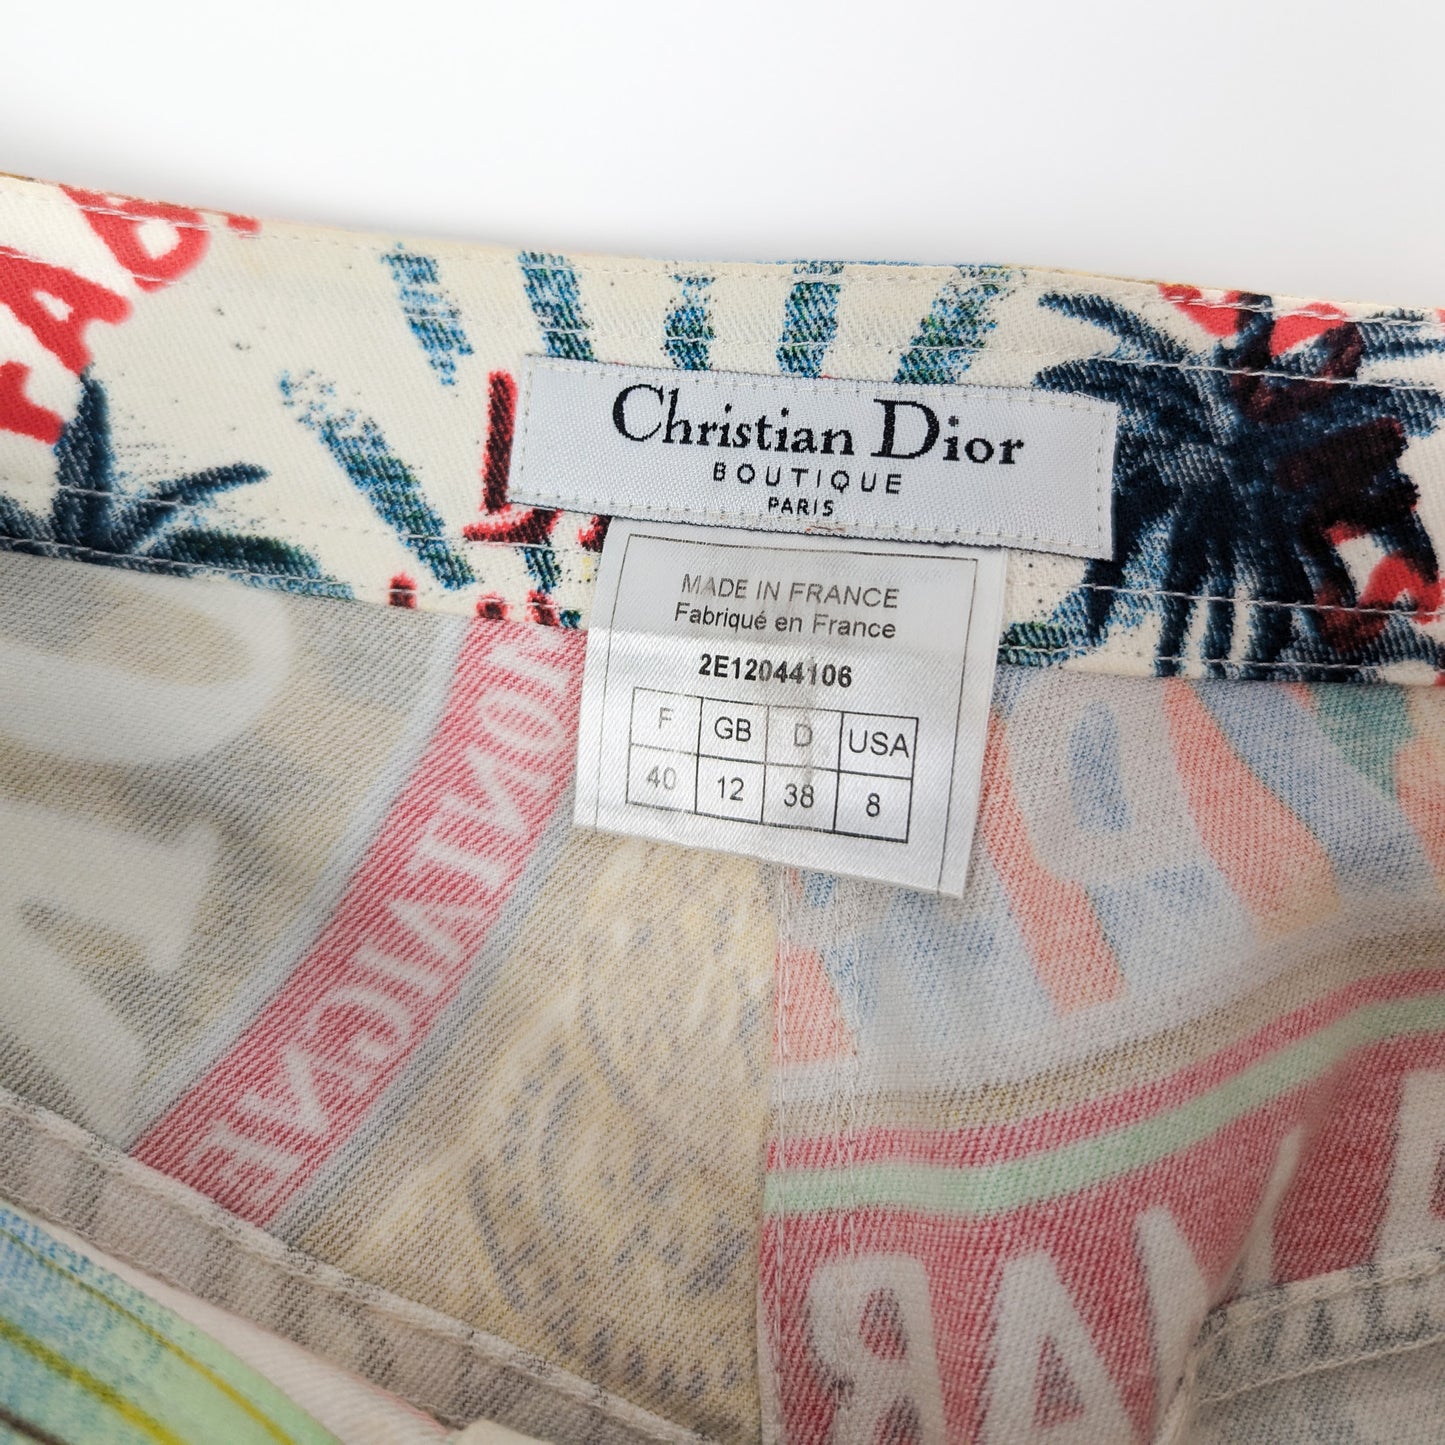 Christian Dior
BOUTIQUE
PARIS
MADE IN FRANCE
Fabriqué en France
2E12044106
F GB D USA
40 12 38 8